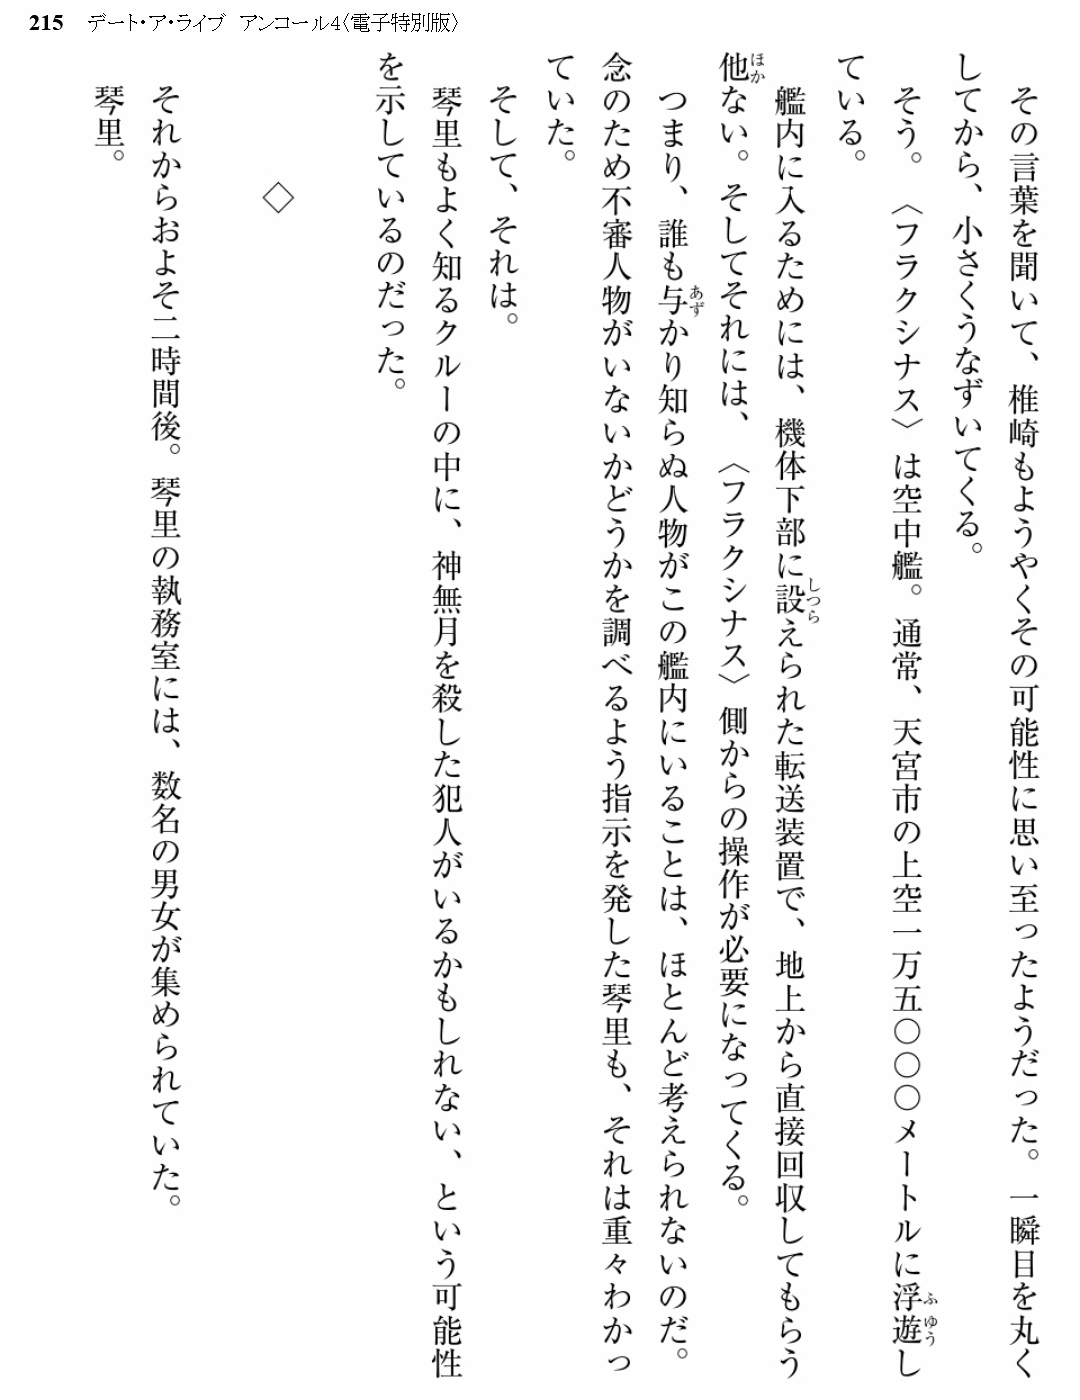 215 デート・ア・ライブ アンコール4〈電子特別版〉
その言葉を聞いて、椎崎もようやくその可能性に思い至ったようだった。一瞬目を丸く
してから、小さくうなずいてくる。
そう。〈フラクシナス〉は空中艦。通常、天宮市の上空一万五〇〇〇メートルに浮遊し
ている。
艦内に入るためには、機体下部に設えられた転送装置で、地上から直接回収してもらう
他ない。そしてそれには、〈フラクシナス〉側からの操作が必要になってくる。
つまり、誰も与かり知らぬ人物がこの艦内にいることは、ほとんど考えられないのだ。
念のため不審人物がいないかどうかを調べるよう指示を発した琴里も、それは重々わかっ
ていた。
そして、それは。
琴里もよく知るクルーの中に、神無月を殺した犯人がいるかもしれない、という可能性
を示しているのだった。
◇
それからおよそ二時間後。琴里の執務室には、数名の男女が集められていた。
琴里。